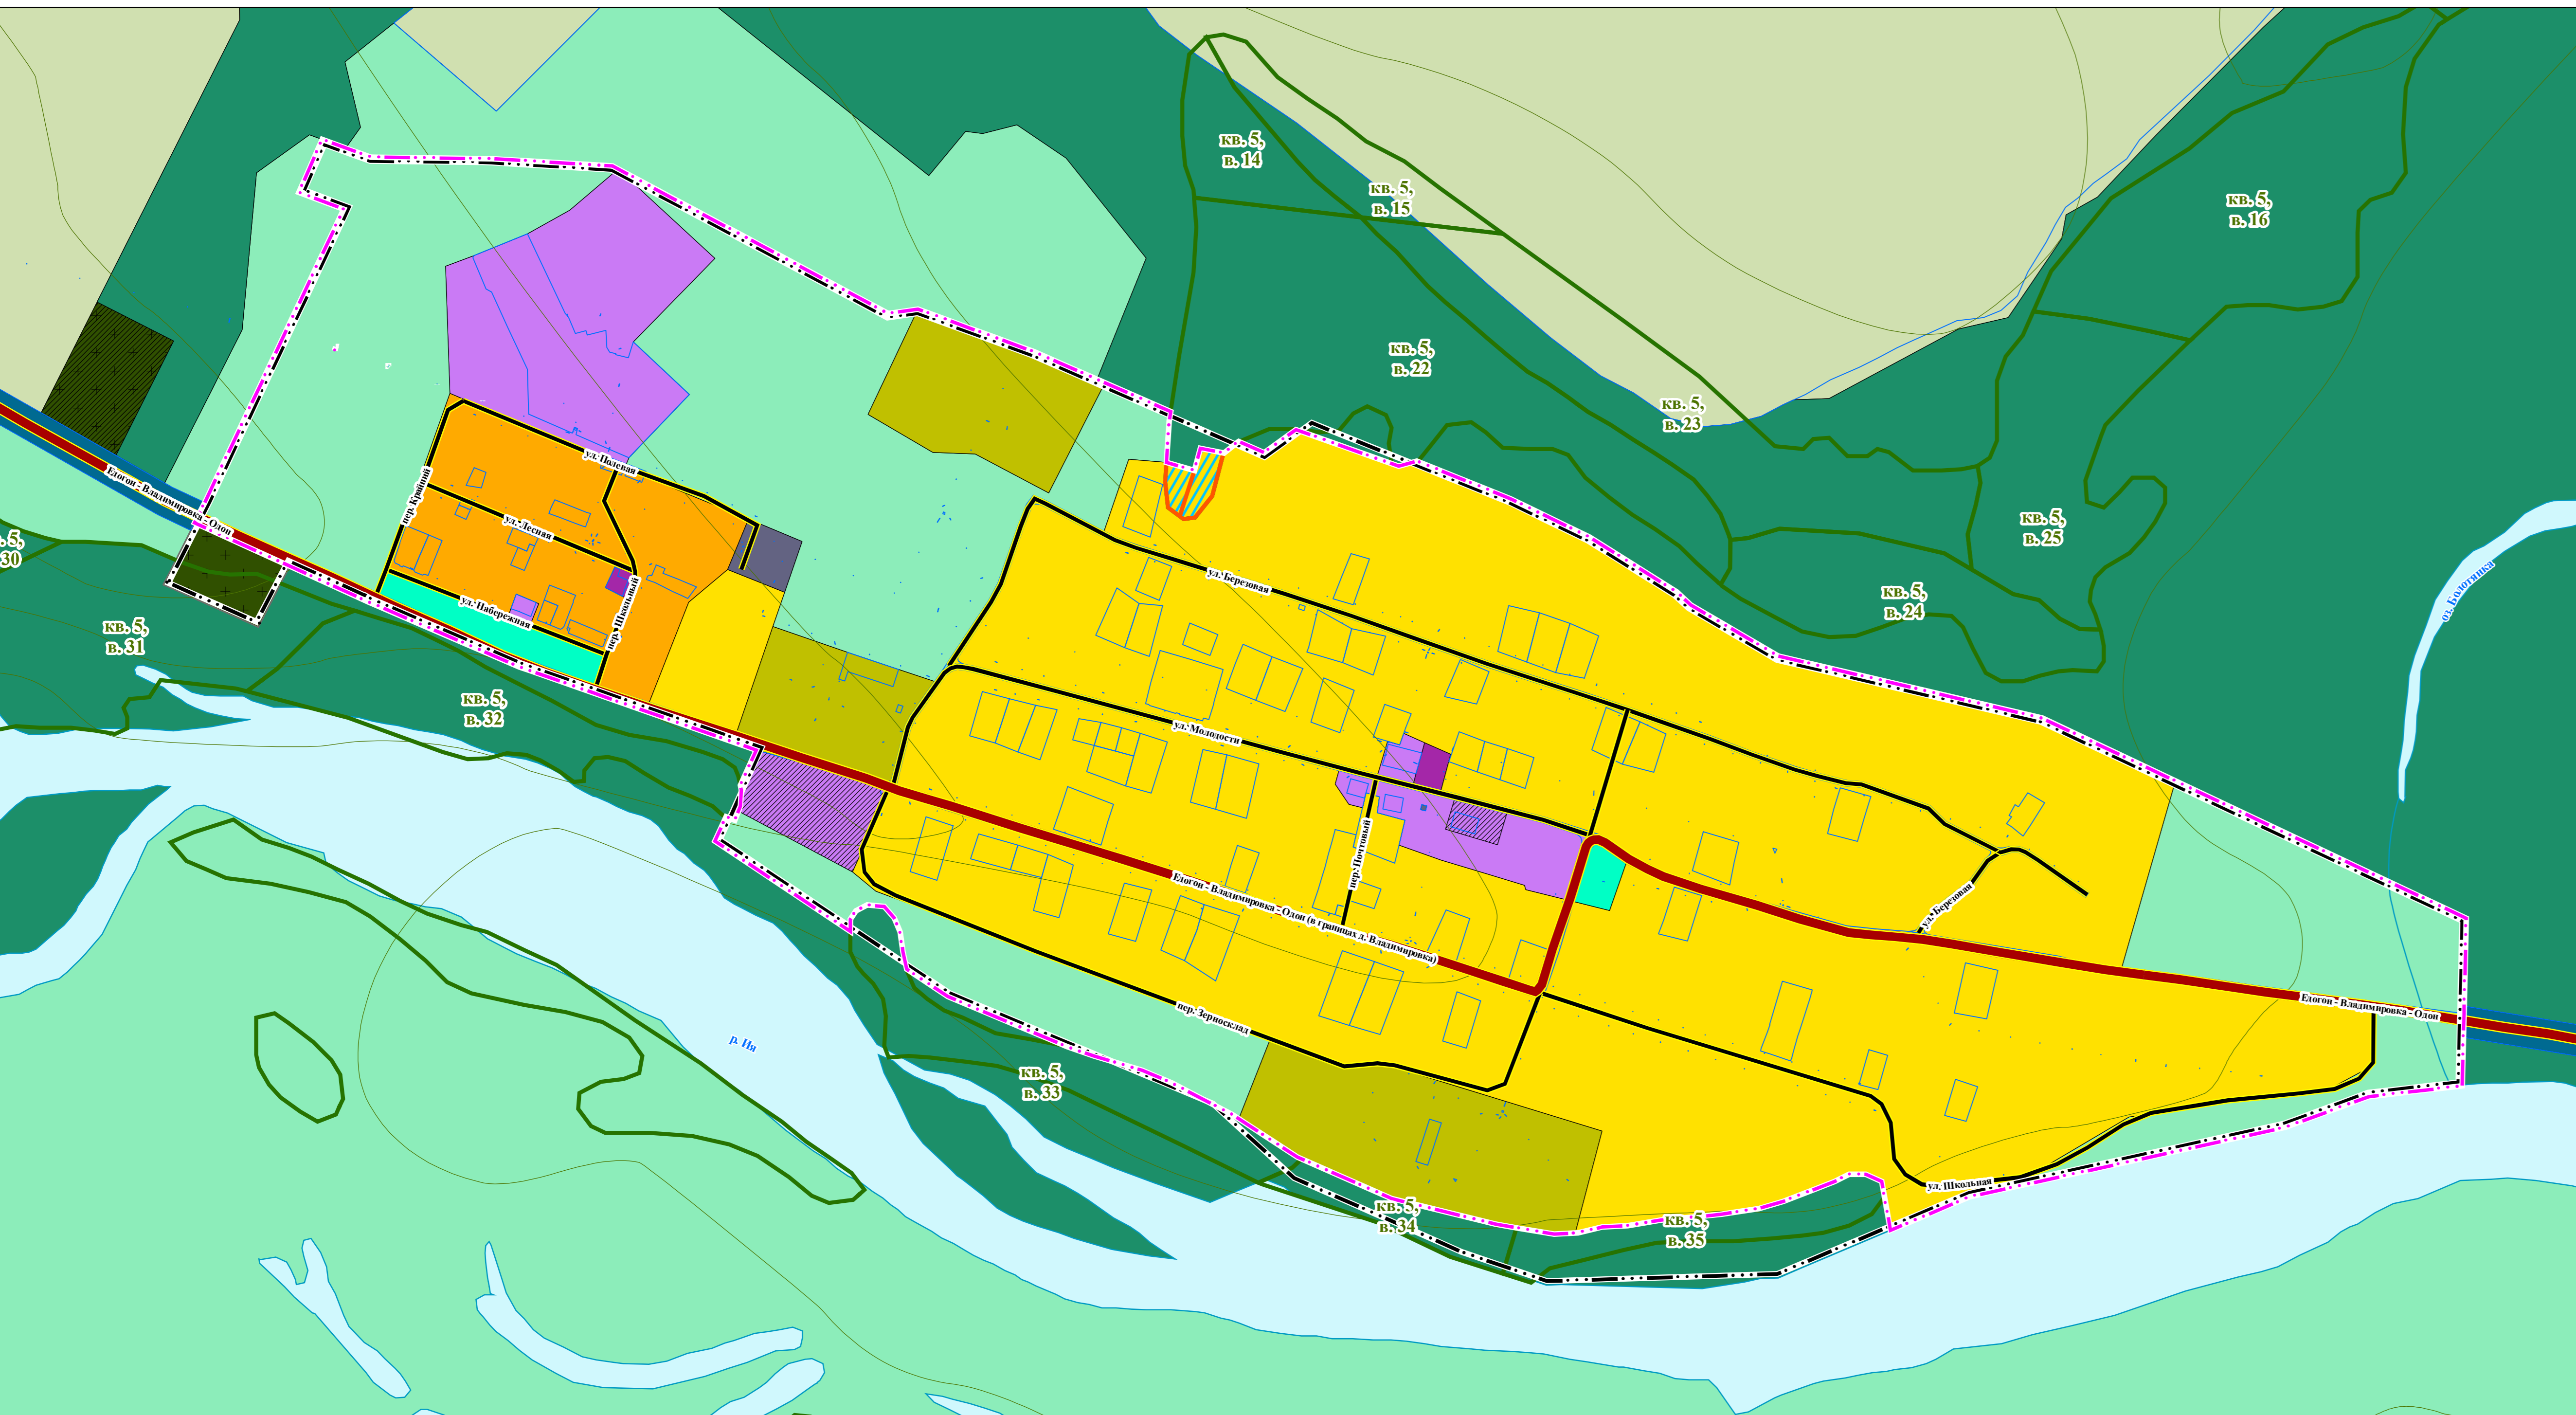 кв. 5,
в. 14
кв. 5,
в. 15
кв. 5,
в. 16
кв. 5,
в. 22
кв. 5,
в. 23
кв. 5,
в. 25
кв. 5,
в. 24
оз. Болотянка
Едогон - Владимировка - Одон
пер. Крайний
ул. Полевая
ул. Лесная
ул. Набережная
пер. Школьный
. 5,
30
кв. 5,
в. 31
кв. 5,
в. 32
ул. Березовая
ул. Молодости
пер. Почтовый
Едогон - Владимировка - Одон (в границах д. Владимировка)
ул. Березовая
Едогон - Владимировка - Одон
пер. Зерносклад
р. Ия
кв. 5,
в. 33
ул. Школьная
кв. 5,
в. 34
кв. 5,
в. 35